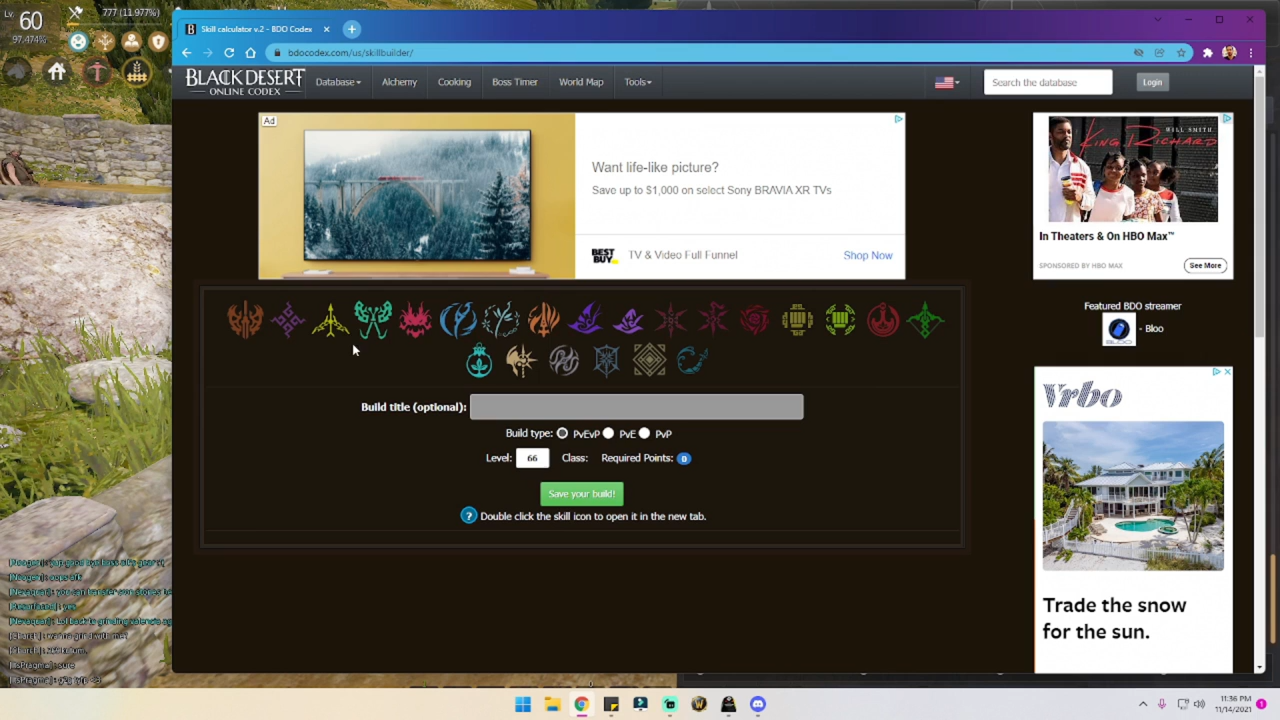 Lv 60
777 (11.977%)
97.474%
Skill calculator v.2 - BDO Codex
bdocodex.com/us/skillbuilder/
BLACK DESERT
ONLINE CODEX
Database
Alchemy
Cooking
Boss Timer
World Map
Tools
Search the database
Login
Ad
Want life-like picture?
Save up to $1,000 on select Sony BRAVIA XR TVs
BEST BUY
TV & Video Full Funnel
Shop Now
WILL SMITH
KING RICHARD
In Theaters & On HBO Max™
SPONSORED BY HBO MAX
See More
Featured BDO streamer
BLOO
- Bloo
Build title (optional):
Build type: PvEvP PvE PvP
Level: 66 Class: Required Points: 0
Save your build!
? Double click the skill icon to open it in the new tab.
Vrbo
Trade the snow
for the sun.
11:36 PM
11/14/2021